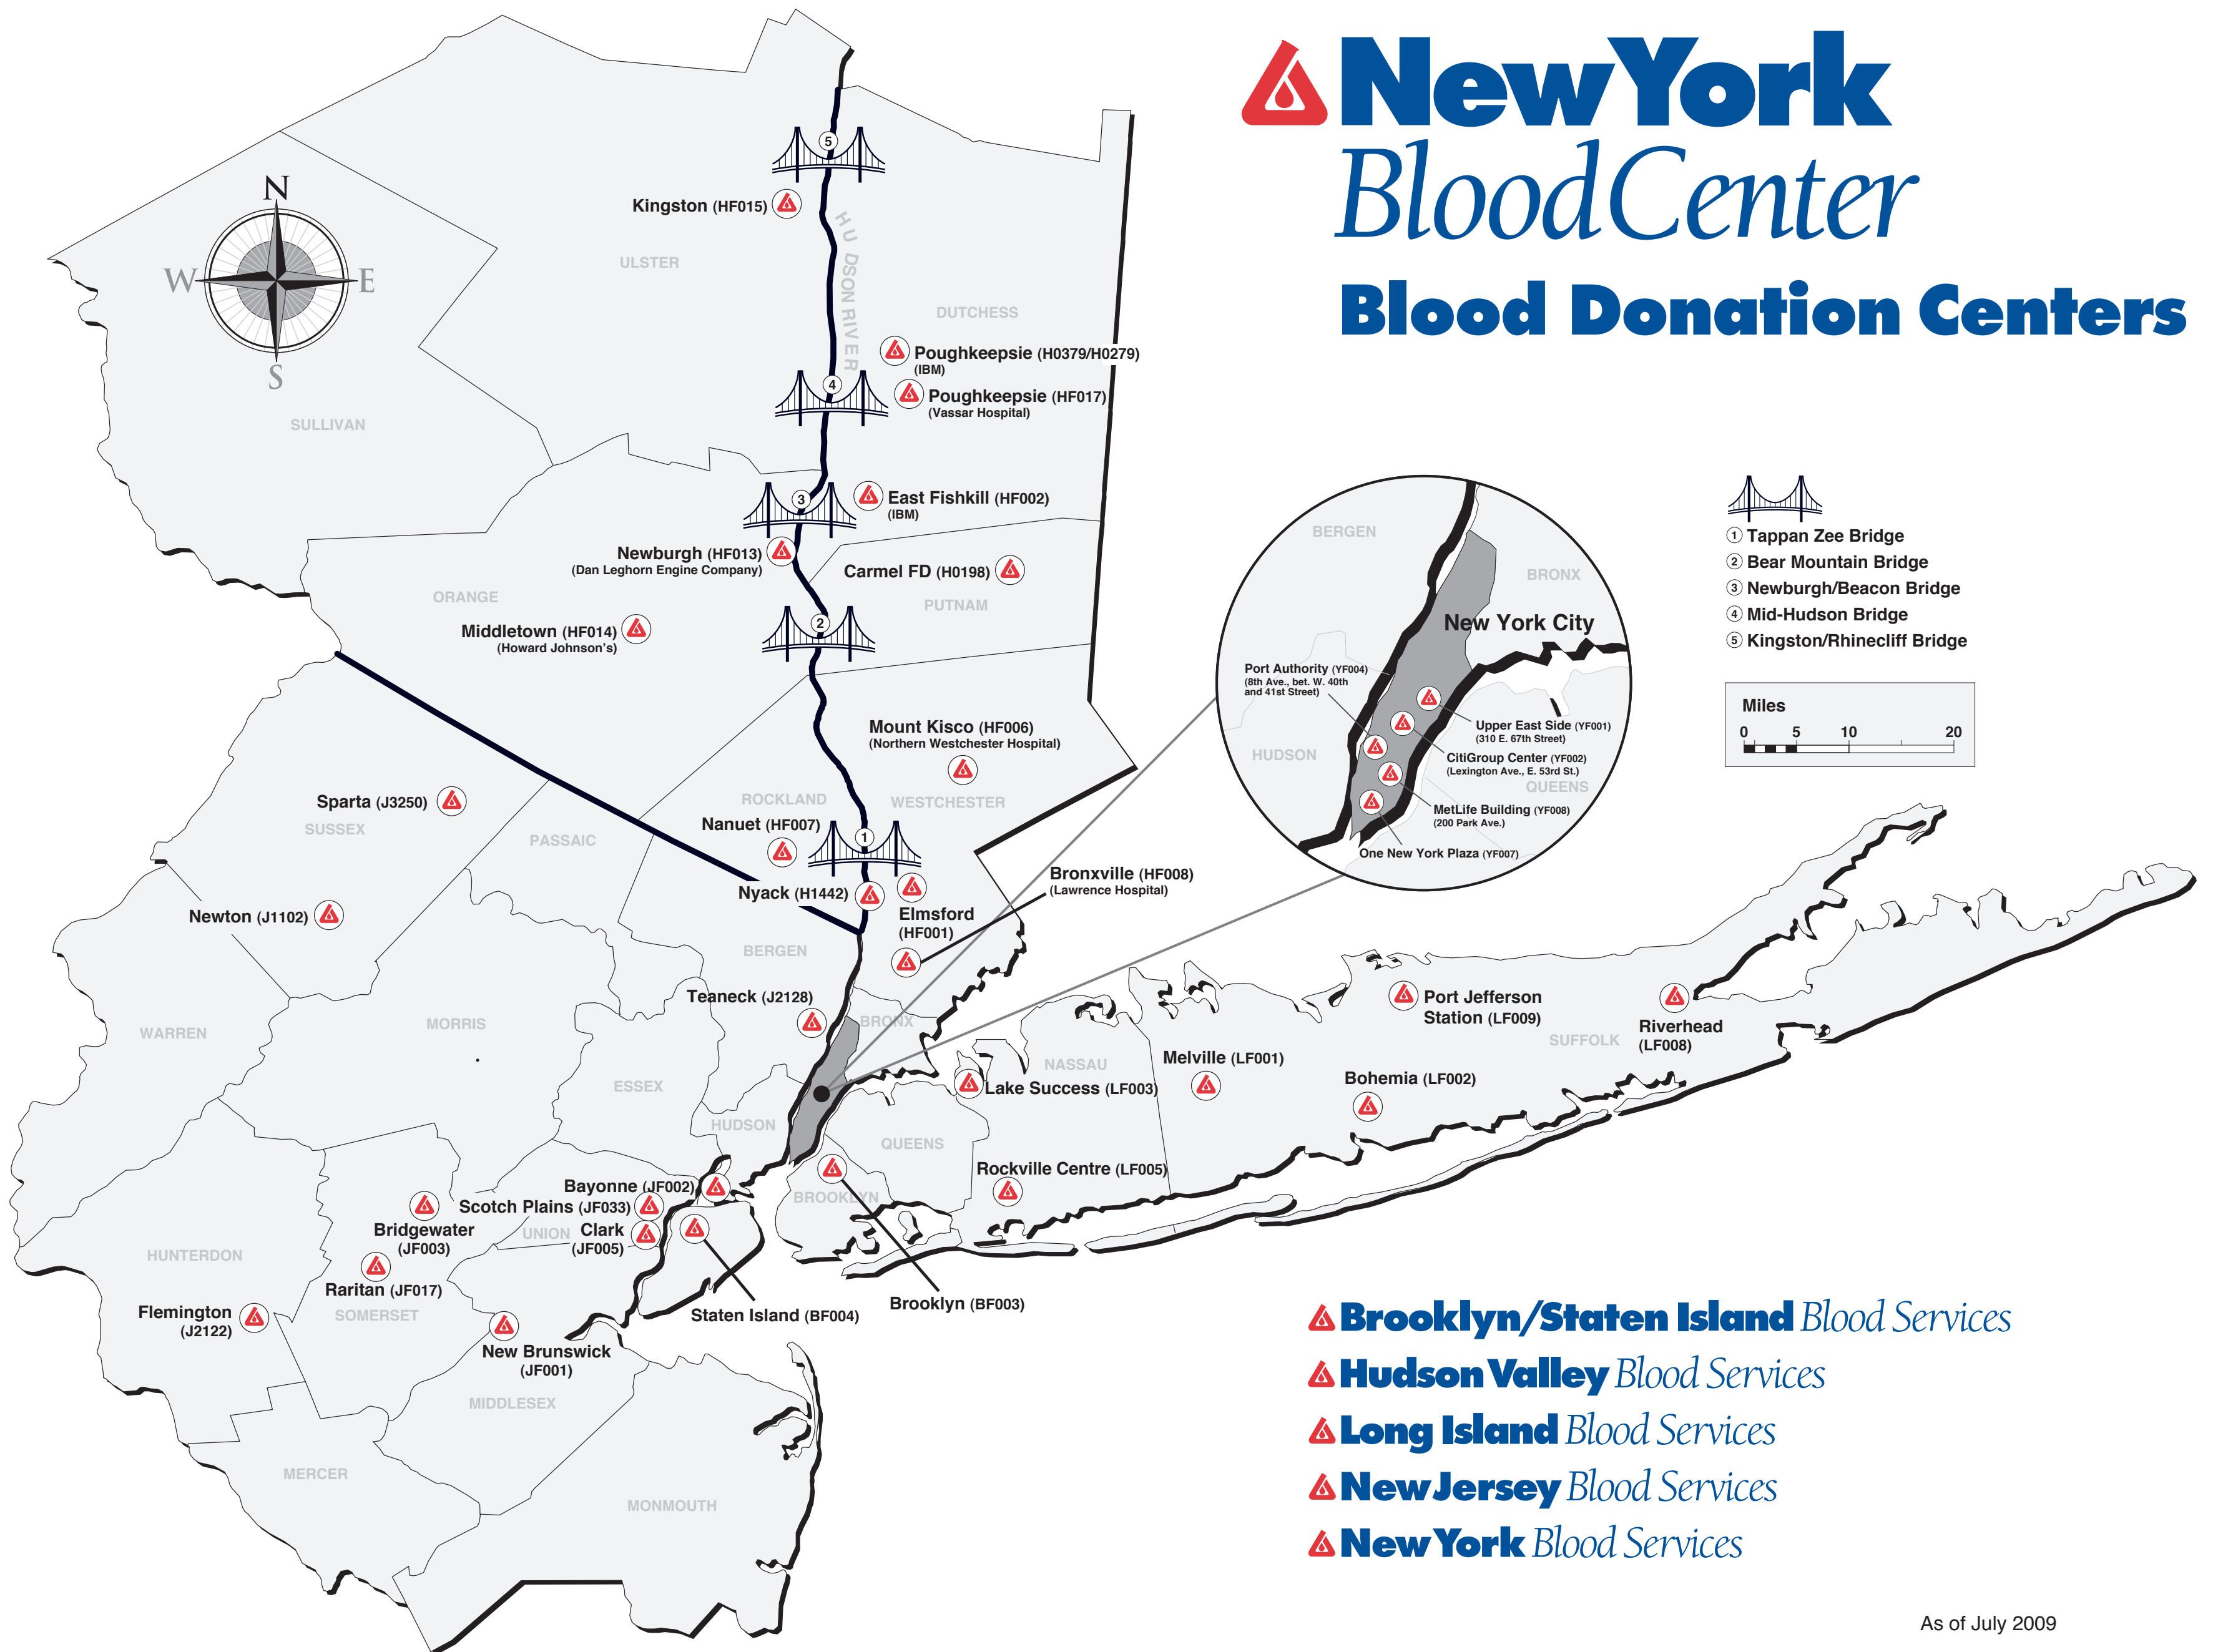 NewYork
BloodCenter
Blood Donation Centers
N
W
E
S
5
Kingston (HF015)
HUDSON RIVER
ULSTER
DUTCHESS
Poughkeepsie (H0379/H0279)
(IBM)
4
Poughkeepsie (HF017)
(Vassar Hospital)
SULLIVAN
3
East Fishkill (HF002)
(IBM)
Newburgh (HF013)
(Dan Leghorn Engine Company)
Carmel FD (H0198)
ORANGE
PUTNAM
2
Middletown (HF014)
(Howard Johnson's)
Mount Kisco (HF006)
(Northern Westchester Hospital)
ROCKLAND
WESTCHESTER
Sparta (J3250)
SUSSEX
PASSAIC
Nanuet (HF007)
1
Nyack (H1442)
Elmsford
(HF001)
Bronxville (HF008)
(Lawrence Hospital)
Newton (J1102)
BERGEN
Teaneck (J2128)
BRONX
WARREN
MORRIS
ESSEX
HUDSON
QUEENS
NASSAU
Lake Success (LF003)
Melville (LF001)
Port Jefferson
Station (LF009)
SUFFOLK
Riverhead
(LF008)
Bohemia (LF002)
Rockville Centre (LF005)
BROOKLYN
Bayonne (JF002)
Scotch Plains (JF033)
UNION
Clark
(JF005)
Bridgewater
(JF003)
HUNTERDON
Raritan (JF017)
SOMERSET
Flemington
(J2122)
Staten Island (BF004)
Brooklyn (BF003)
New Brunswick
(JF001)
MIDDLESEX
MERCER
MONMOUTH
BERGEN
BRONX
New York City
Port Authority (YF004)
(8th Ave., bet. W. 40th
and 41st Street)
Upper East Side (YF001)
(310 E. 67th Street)
HUDSON
CitiGroup Center (YF002)
(Lexington Ave., E. 53rd St.)
QUEENS
MetLife Building (YF008)
(200 Park Ave.)
One New York Plaza (YF007)
1 Tappan Zee Bridge
2 Bear Mountain Bridge
3 Newburgh/Beacon Bridge
4 Mid-Hudson Bridge
5 Kingston/Rhinecliff Bridge
Miles
0 5 10 20
Brooklyn/Staten Island Blood Services
Hudson Valley Blood Services
Long Island Blood Services
New Jersey Blood Services
New York Blood Services
As of July 2009